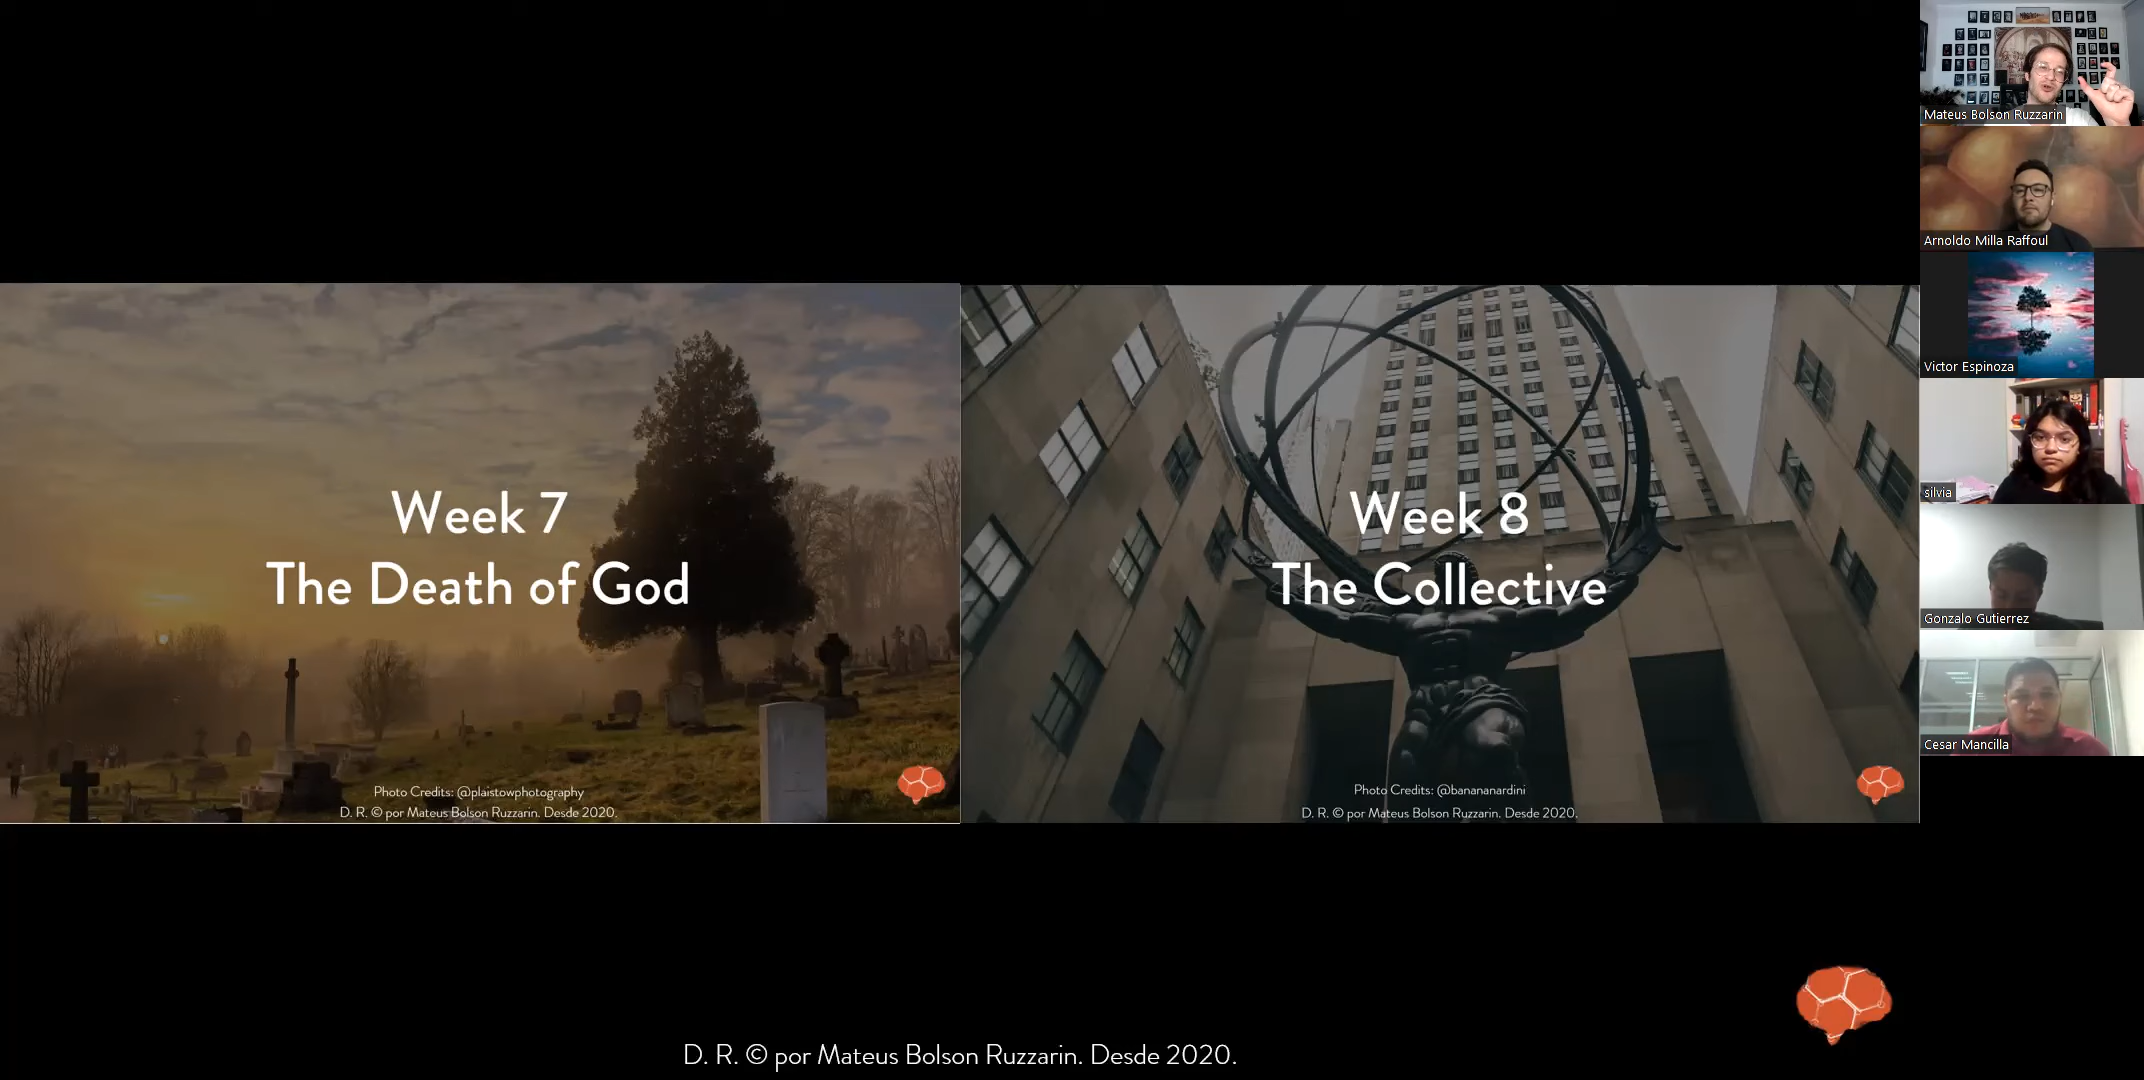 Week 7
The Death of God
Photo Credits: @plaistowphotography
D. R. © por Mateus Bolson Ruzzarin. Desde 2020.
Week 8
The Collective
Photo Credits: @banananardini
D. R. © por Mateus Bolson Ruzzarin. Desde 2020.
D. R. © por Mateus Bolson Ruzzarin. Desde 2020.
Mateus Bolson Ruzzarin
Arnoldo Milla Raffoul
Victor Espinoza
silvia
Gonzalo Gutierrez
Cesar Mancilla